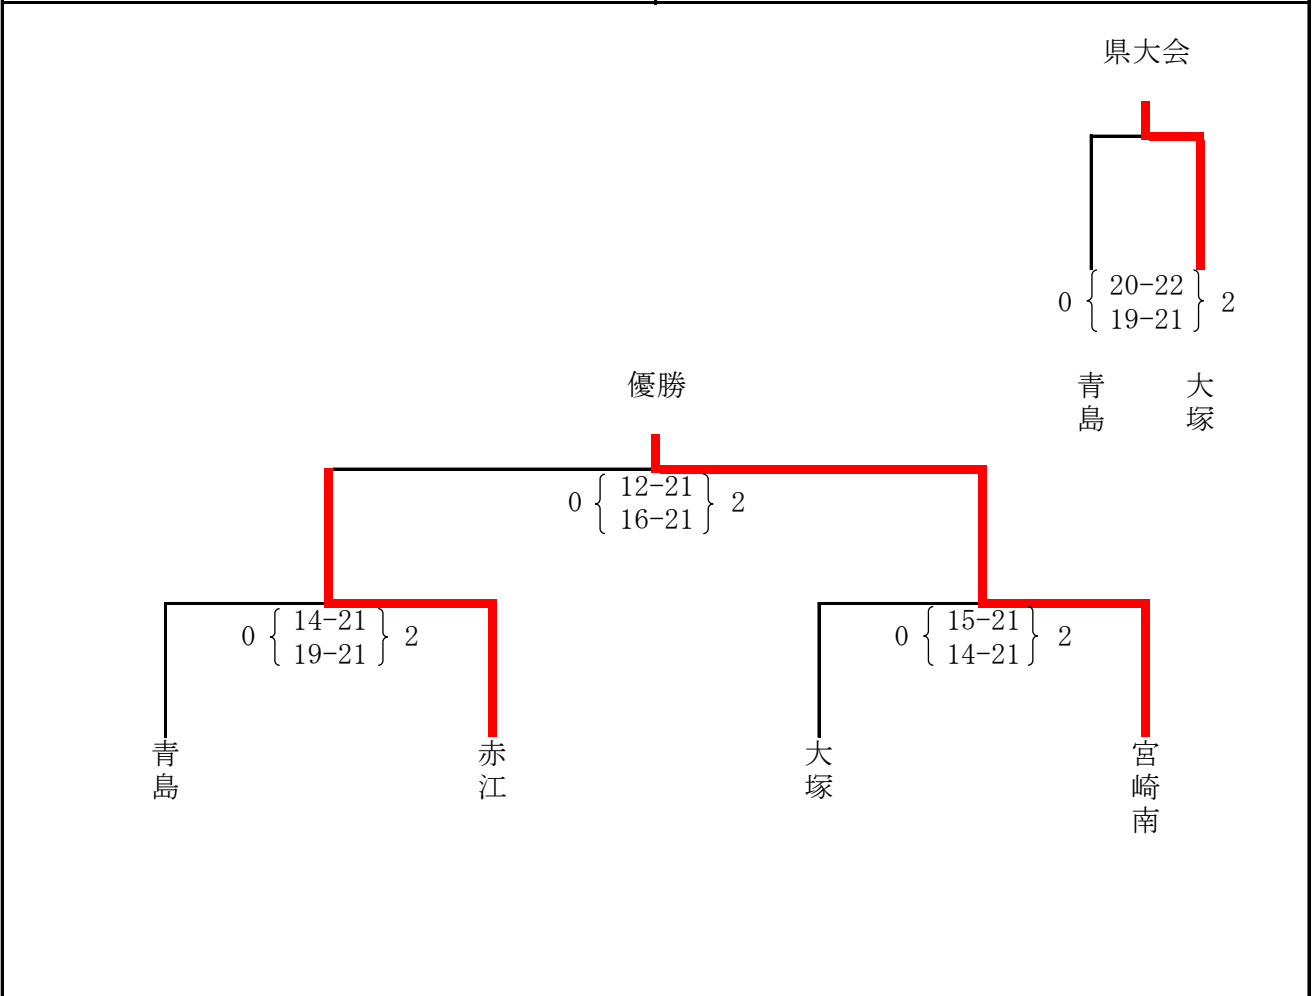 県大会
0 { 20-22 } 2
19-21
青島
大塚
優勝
0 { 12-21 } 2
16-21
0 { 14-21 } 2
19-21
0 { 15-21 } 2
14-21
青島
赤江
大塚
宮崎南